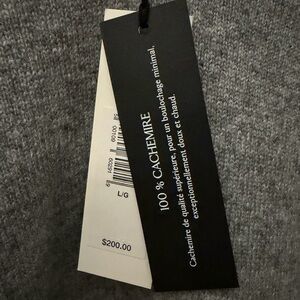 100 % CACHEMIRE
Cachemire de qualité supérieure, pour un boulochage minimal,
exceptionnellement doux et chaud.
L/G
$200.00